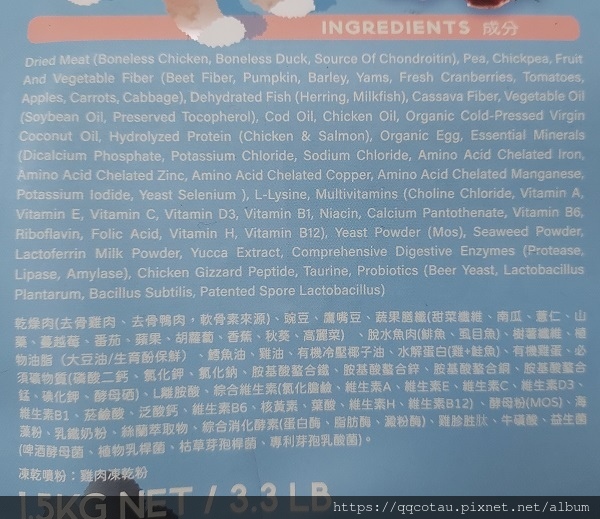 INGREDIENTS 成分
Dried Meat (Boneless Chicken, Boneless Duck, Source Of Chondroitin), Pea, Chickpea, Fruit
And Vegetable Fiber (Beet Fiber, Pumpkin, Barley, Yams, Fresh Cranberries, Tomatoes,
Apples, Carrots, Cabbage), Dehydrated Fish (Herring, Milkfish), Cassava Fiber, Vegetable Oil
(Soybean Oil, Preserved Tocopherol), Cod Oil, Chicken Oil, Organic Cold-Pressed Virgin
Coconut Oil, Hydrolyzed Protein (Chicken & Salmon), Organic Egg, Essential Minerals
(Dicalcium Phosphate, Potassium Chloride, Sodium Chloride, Amino Acid Chelated Iron,
Amino Acid Chelated Zinc, Amino Acid Chelated Copper, Amino Acid Chelated Manganese,
Potassium Iodide, Yeast Selenium ), L-Lysine, Multivitamins (Choline Chloride, Vitamin A,
Vitamin E, Vitamin C, Vitamin D3, Vitamin B1, Niacin, Calcium Pantothenate, Vitamin B6,
Riboflavin, Folic Acid, Vitamin H, Vitamin B12), Yeast Powder (Mos), Seaweed Powder,
Lactoferrin Milk Powder, Yucca Extract, Comprehensive Digestive Enzymes (Protease,
Lipase, Amylase), Chicken Gizzard Peptide, Taurine, Probiotics (Beer Yeast, Lactobacillus
Plantarum, Bacillus Subtilis, Patented Spore Lactobacillus)
乾燥肉(去骨雞肉、去骨鴨肉，軟骨素來源)、豌豆、鷹嘴豆、蔬果膳纖(甜菜纖維、南瓜、薏仁、山
藥、蔓越莓、番茄、蘋果、胡蘿蔔、香蕉、秋葵、高麗菜) 、脫水魚肉(鯡魚、虱目魚)、樹薯纖維、植
物油脂（大豆油/生育酚保鮮）、鱈魚油、雞油、有機冷壓椰子油、水解蛋白(雞+鮭魚)、有機雞蛋、必
須礦物質(磷酸二鈣、氯化鉀、氯化鈉、胺基酸螯合鐵、胺基酸螯合鋅、胺基酸螯合銅、胺基酸螯合
錳、碘化鉀、酵母硒)、L離胺酸、綜合維生素(氯化膽鹼、維生素A、維生素E、維生素C、維生素D3、
維生素B1、菸鹼酸、泛酸鈣、維生素B6、核黃素、葉酸、維生素H、維生素B12)、酵母粉(MOS)、海
藻粉、乳鐵奶粉、絲蘭萃取物、綜合消化酵素(蛋白酶、脂肪酶、澱粉酶)、雞胗胜肽、牛磺酸、益生菌
(啤酒酵母菌、植物乳桿菌、枯草芽孢桿菌、專利芽孢乳酸菌)。
凍乾噴粉：雞肉凍乾粉
1.5KG NET / 3.3 LB
https://qqcotau.pixnet.net/album